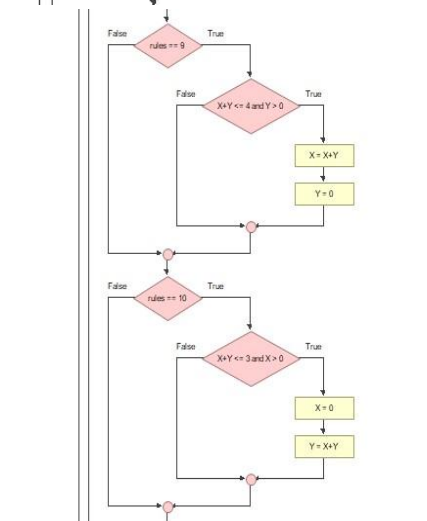 False
True
rules == 9
False
True
X+Y <= 4 and Y > 0
X = X+Y
Y = 0
False
True
rules == 10
False
True
X+Y <= 3 and X > 0
X = 0
Y = X+Y